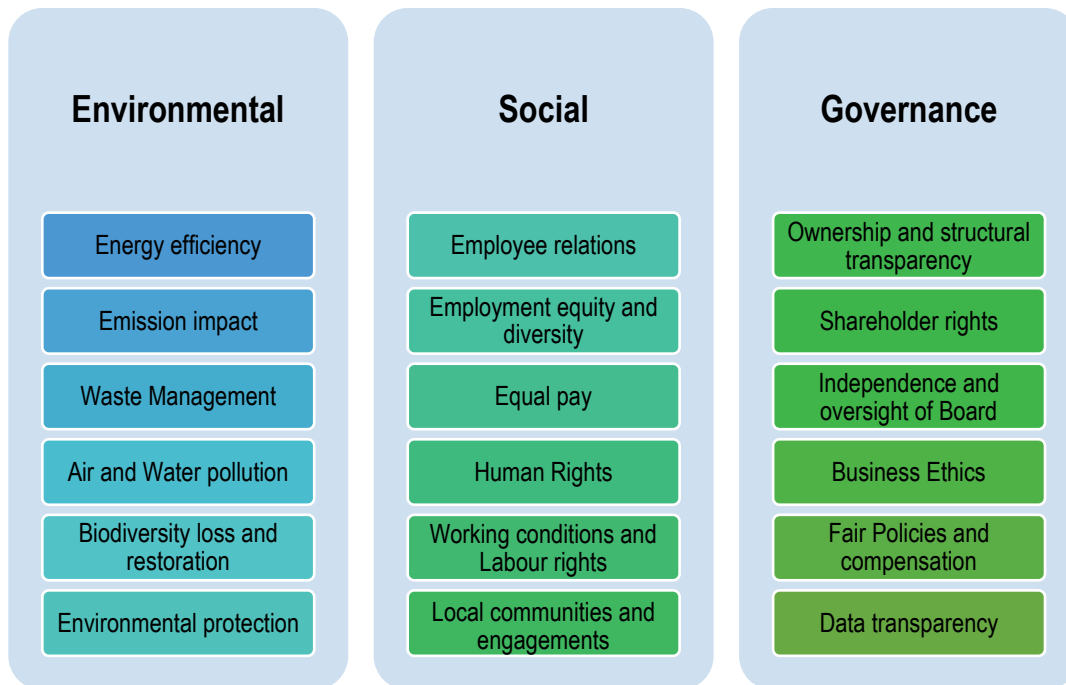 Environmental
Energy efficiency
Emission impact
Waste Management
Air and Water pollution
Biodiversity loss and
restoration
Environmental protection
Social
Employee relations
Employment equity and
diversity
Equal pay
Human Rights
Working conditions and
Labour rights
Local communities and
engagements
Governance
Ownership and structural
transparency
Shareholder rights
Independence and
oversight of Board
Business Ethics
Fair Policies and
compensation
Data transparency